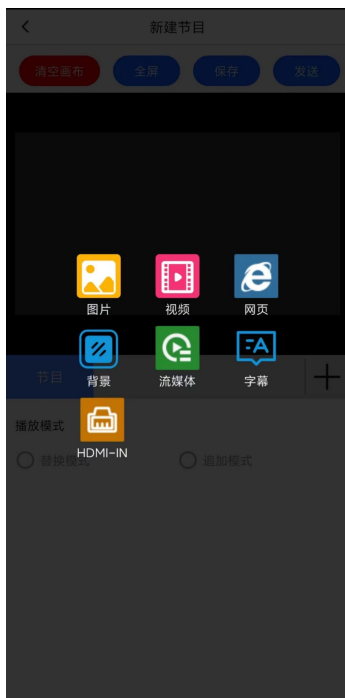 新建节目
清空画布 全屏 保存 发送
图片 视频 网页
节目 背景 流媒体 字幕
播放模式
HDMI-IN
替换模式 追加模式